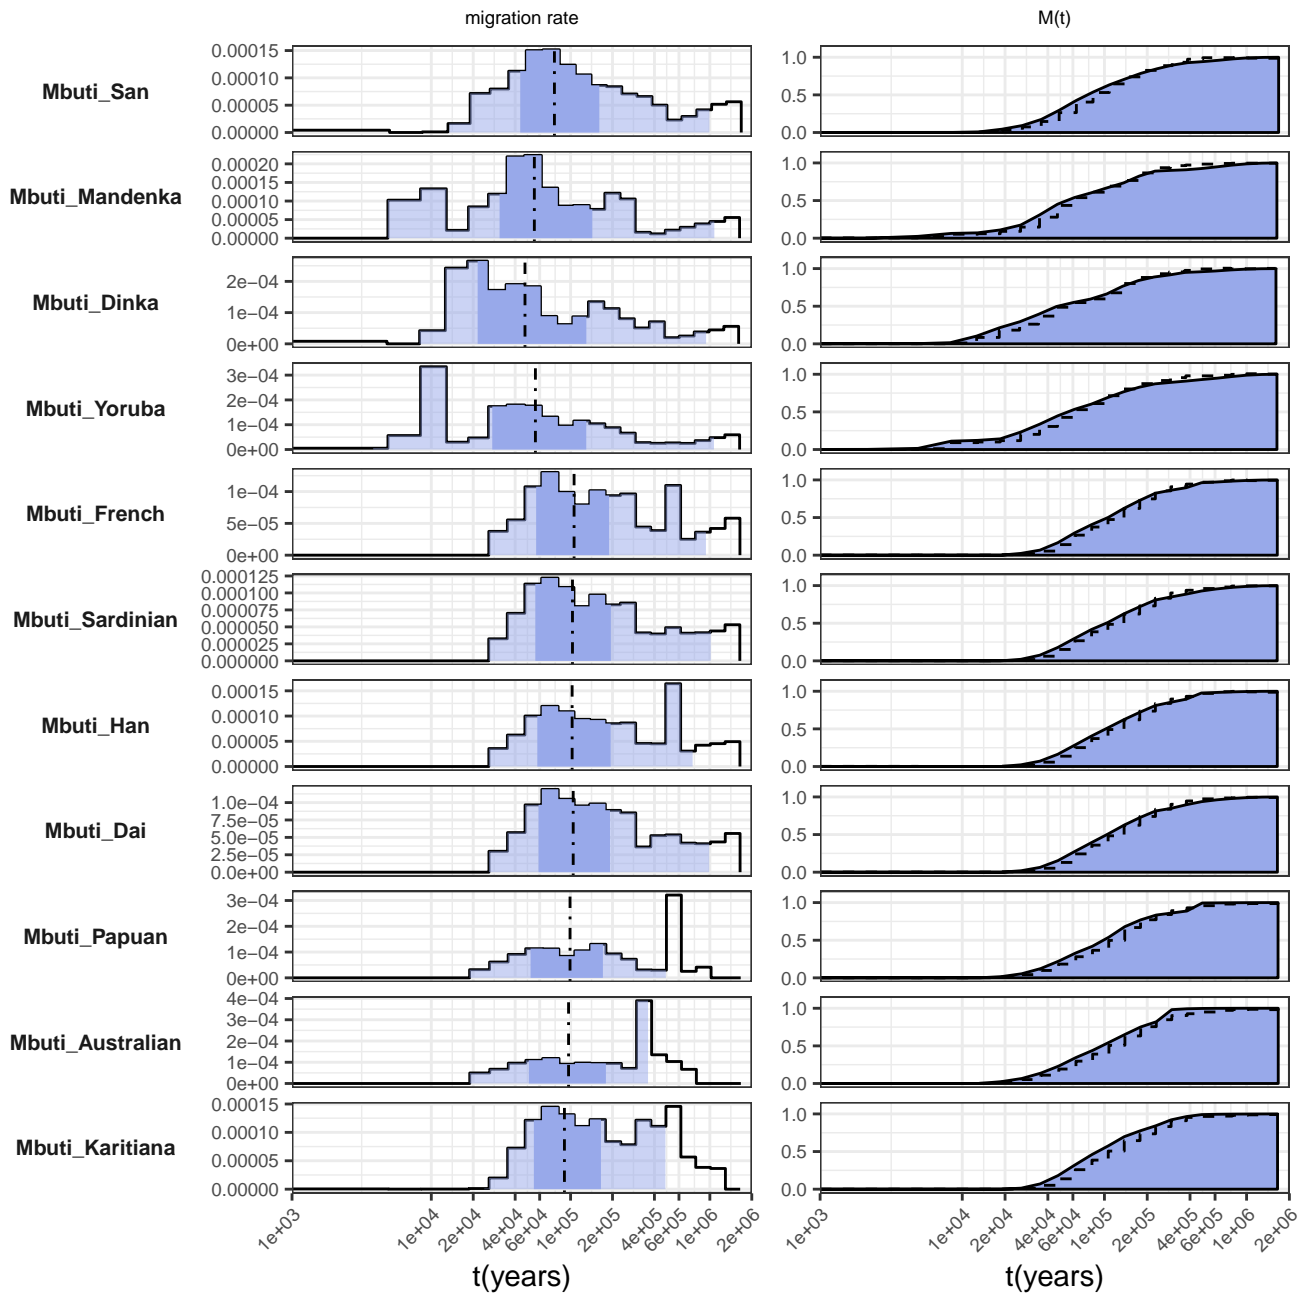 migration rate M(t)
Mbuti_San
0.00015
0.00010
0.00005
0.00000
1.0
0.5
0.0
Mbuti_Mandenka
0.00020
0.00015
0.00010
0.00005
0.00000
1.0
0.5
0.0
Mbuti_Dinka
2e−04
1e−04
0e+00
1.0
0.5
0.0
Mbuti_Yoruba
3e−04
2e−04
1e−04
0e+00
1.0
0.5
0.0
Mbuti_French
1e−04
5e−05
0e+00
1.0
0.5
0.0
Mbuti_Sardinian
0.000125
0.000100
0.000075
0.000050
0.000025
0.000000
1.0
0.5
0.0
Mbuti_Han
0.00015
0.00010
0.00005
0.00000
1.0
0.5
0.0
Mbuti_Dai
1.0e−04
7.5e−05
5.0e−05
2.5e−05
0.0e+00
1.0
0.5
0.0
Mbuti_Papuan
3e−04
2e−04
1e−04
0e+00
1.0
0.5
0.0
Mbuti_Australian
4e−04
3e−04
2e−04
1e−04
0e+00
1.0
0.5
0.0
Mbuti_Karitiana
0.00015
0.00010
0.00005
0.00000
1.0
0.5
0.0
1e+03 1e+04 2e+04 4e+04 6e+04 1e+05 2e+05 4e+05 6e+05 1e+06 2e+06
1e+03 1e+04 2e+04 4e+04 6e+04 1e+05 2e+05 4e+05 6e+05 1e+06 2e+06
t(years) t(years)